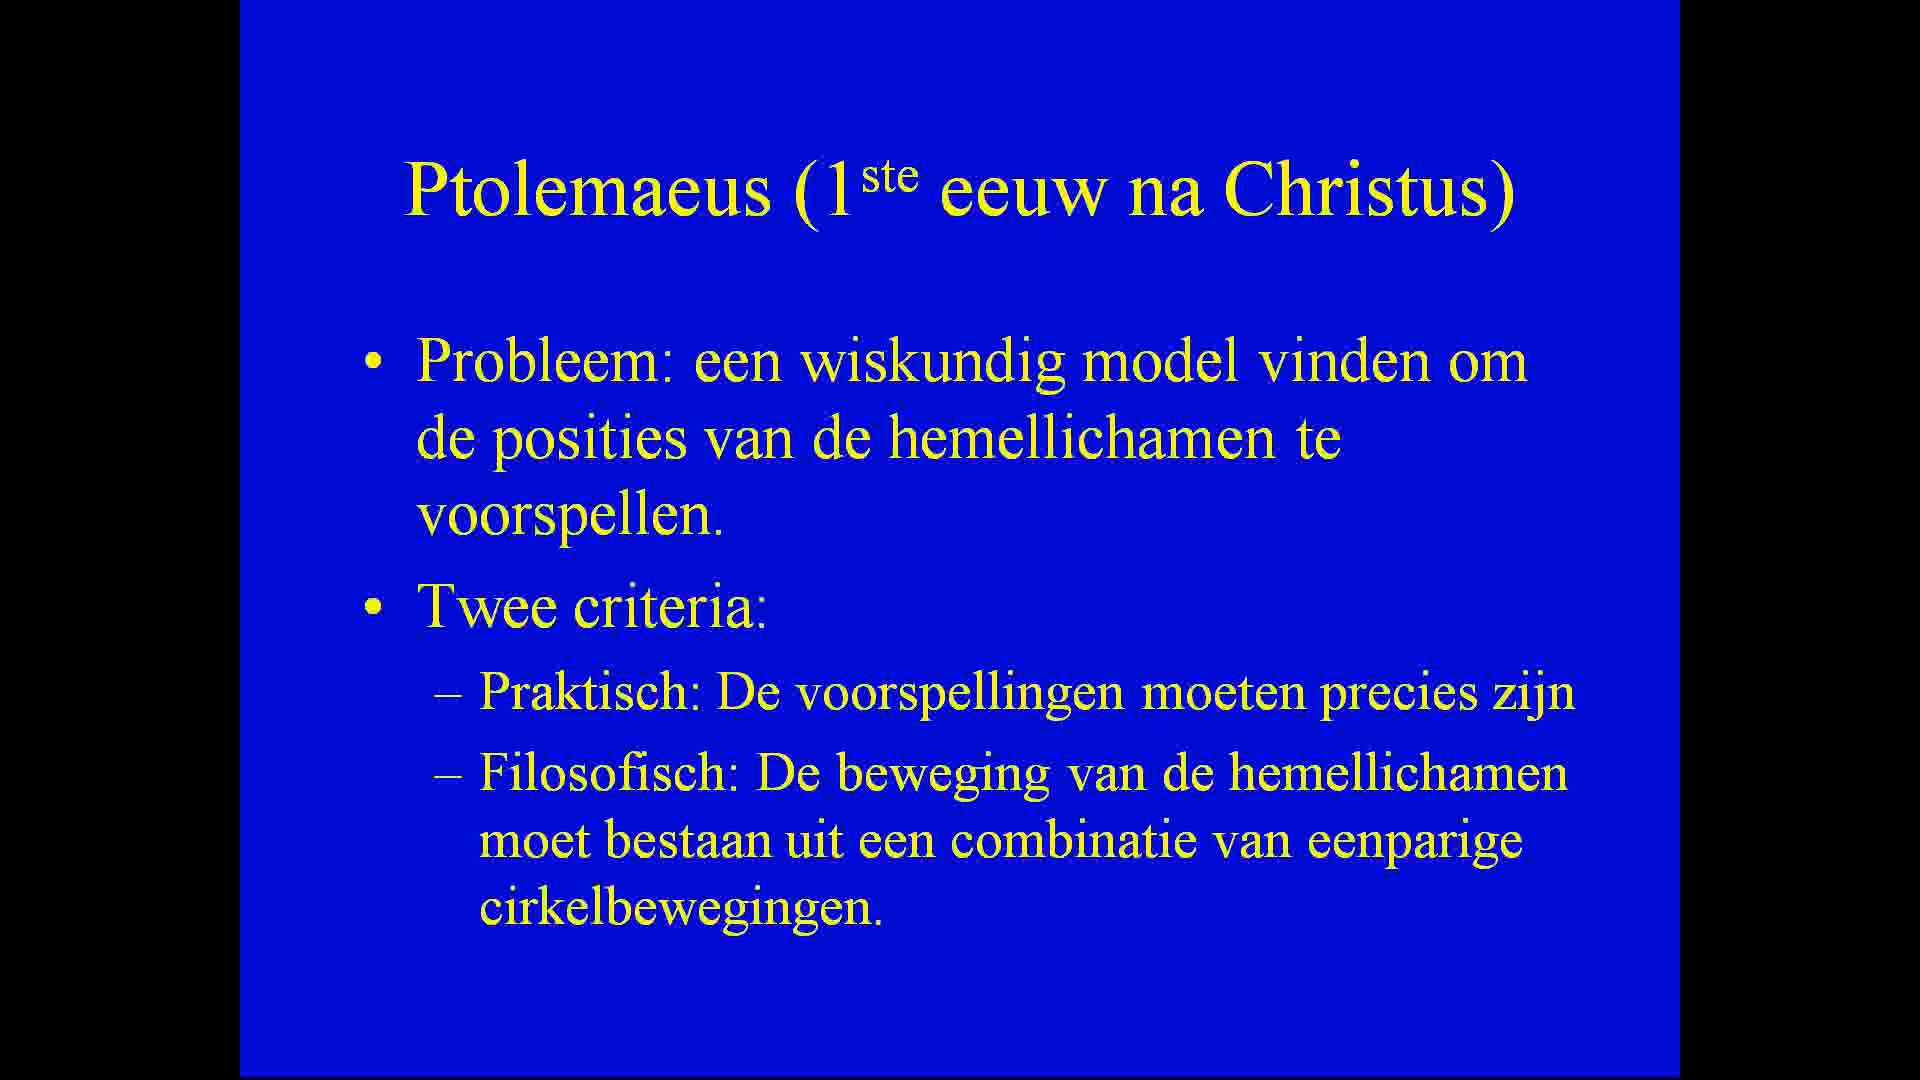 Ptolemaeus (1ste eeuw na Christus)
• Probleem: een wiskundig model vinden om
de posities van de hemellichamen te
voorspellen.
• Twee criteria:
– Praktisch: De voorspellingen moeten precies zijn
– Filosofisch: De beweging van de hemellichamen
moet bestaan uit een combinatie van eenparige
cirkelbewegingen.